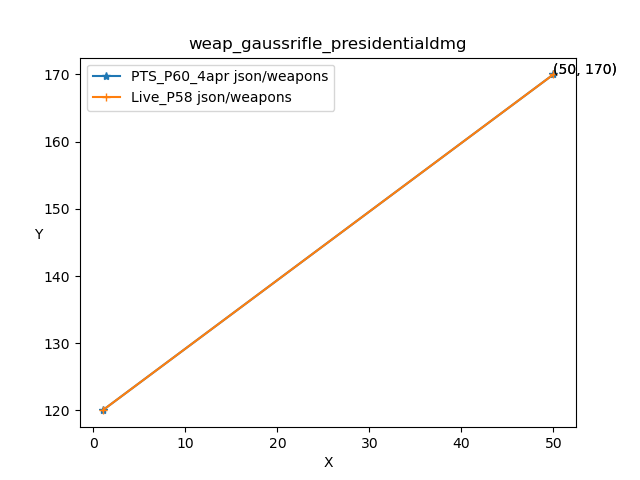 weap_gaussrifle_presidentialdmg
PTS_P60_4apr json/weapons
Live_P58 json/weapons
(50, 170)
170
160
150
Y
140
130
120
0 10 20 30 40 50
X